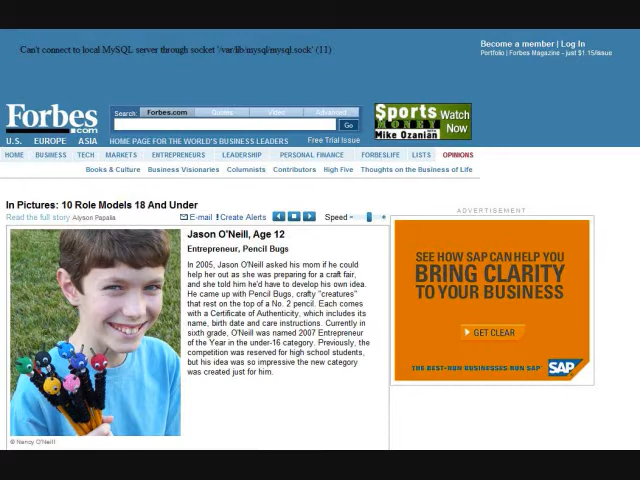 Can't connect to local MySQL server through socket '/var/lib/mysql/mysql.sock' (11)
Become a member | Log In
Portfolio | Forbes Magazine - just $1.15/issue
Forbes
.com
Search: Forbes.com Quotes Video Advanced
Go
Sports
MONEY
Mike Ozanian
Watch
Now
U.S. EUROPE ASIA
HOME PAGE FOR THE WORLD'S BUSINESS LEADERS
Free Trial Issue
HOME BUSINESS TECH MARKETS ENTREPRENEURS LEADERSHIP PERSONAL FINANCE FORBESLIFE LISTS OPINIONS
Books & Culture Business Visionaries Columnists Contributors High Five Thoughts on the Business of Life
In Pictures: 10 Role Models 18 And Under
Read the full story Alyson Papalia
E-mail Create Alerts
Speed
Jason O'Neill, Age 12
Entrepreneur, Pencil Bugs
In 2005, Jason O'Neill asked his mom if he could
help her out as she was preparing for a craft fair,
and she told him he'd have to develop his own idea.
He came up with Pencil Bugs, crafty "creatures"
that rest on top of a No. 2 pencil. Each comes
with a Certificate of Authenticity, which includes its
name, birth date and care instructions. Currently in
sixth grade, O'Neill was named 2007 Entrepreneur
of the Year in the under-16 category. Previously, the
competition was reserved for high school students,
but his idea was so impressive the new category
was created just for him.
© Nancy O'Neill
ADVERTISEMENT
SEE HOW SAP CAN HELP YOU
BRING CLARITY
TO YOUR BUSINESS
GET CLEAR
THE BEST-RUN BUSINESSES RUN SAP
SAP